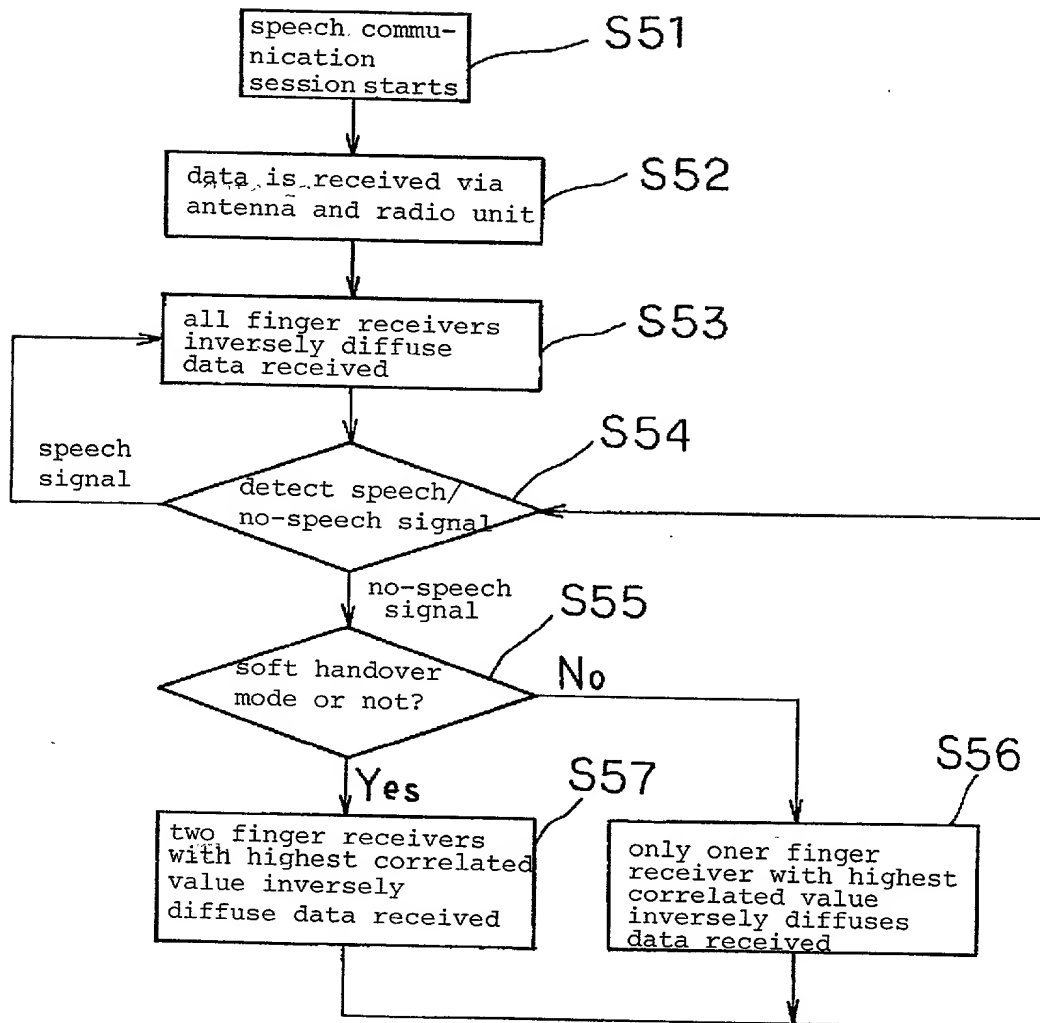 speech commu-
nication
session starts
S51
data is received via
antenna and radio unit
S52
all finger receivers
inversely diffuse
data received
S53
speech
signal
detect speech/
no-speech signal
S54
no-speech
signal
soft handover
mode or not?
S55
No
Yes
two finger receivers
with highest correlated
value inversely
diffuse data received
S57
only oner finger
receiver with highest
correlated value
inversely diffuses
data received
S56